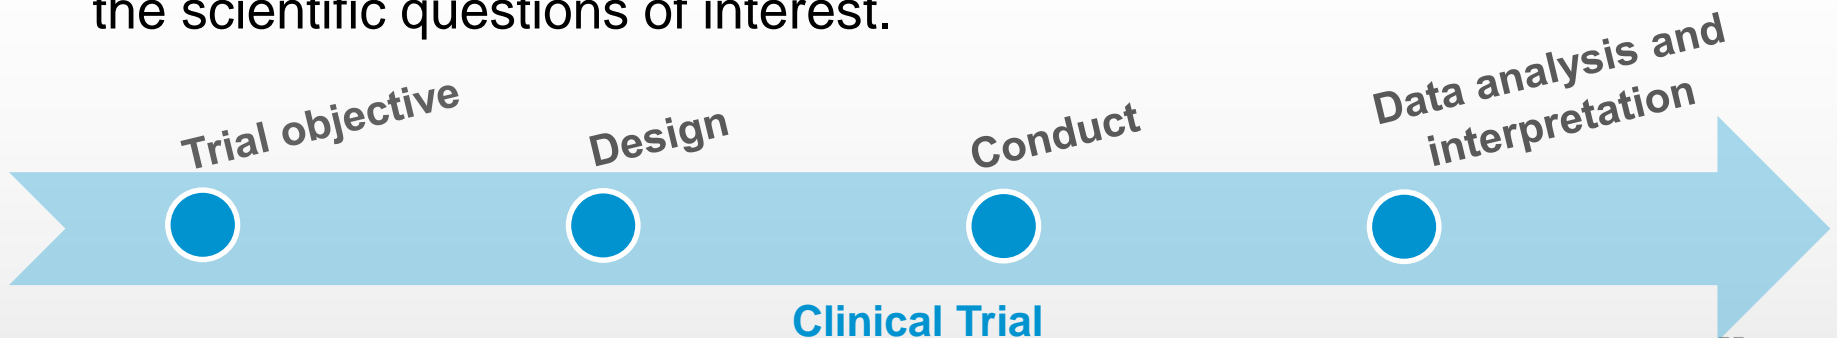 the scientific questions of interest.
Trial objective
Design
Conduct
Data analysis and
interpretation
Clinical Trial